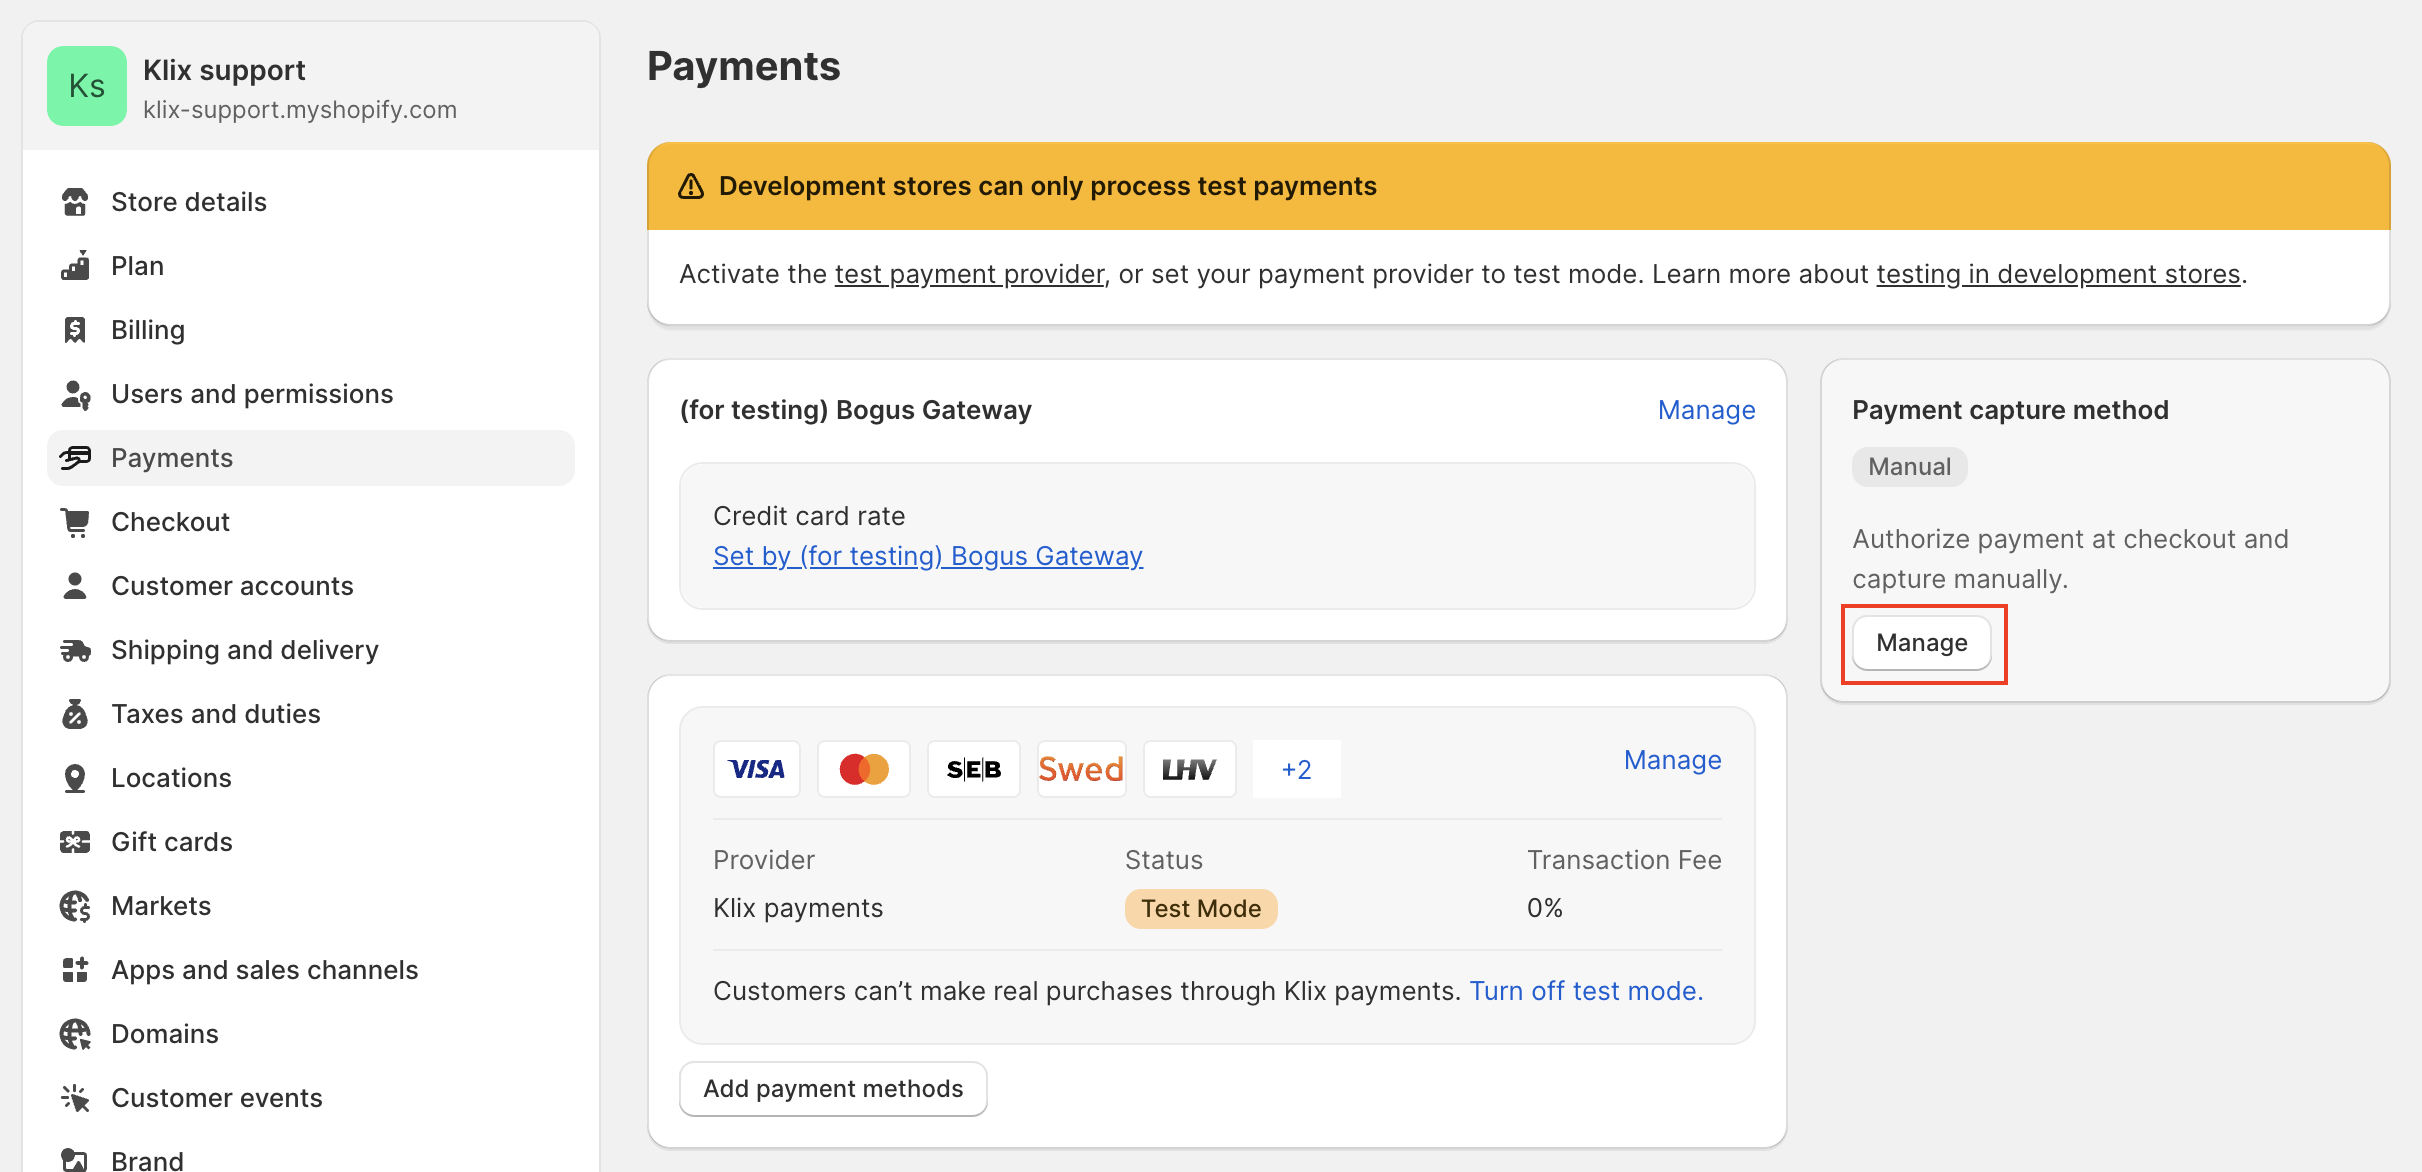 Ks
Klix support
klix-support.myshopify.com
Store details
Plan
Billing
Users and permissions
Payments
Checkout
Customer accounts
Shipping and delivery
Taxes and duties
Locations
Gift cards
Markets
Apps and sales channels
Domains
Customer events
Brand
Payments
Development stores can only process test payments
Activate the test payment provider, or set your payment provider to test mode. Learn more about testing in development stores.
(for testing) Bogus Gateway
Manage
Credit card rate
Set by (for testing) Bogus Gateway
Payment capture method
Manual
Authorize payment at checkout and
capture manually.
Manage
VISA
SEB
Swed
LHV
+2
Manage
Provider Status Transaction Fee
Klix payments Test Mode 0%
Customers can’t make real purchases through Klix payments. Turn off test mode.
Add payment methods